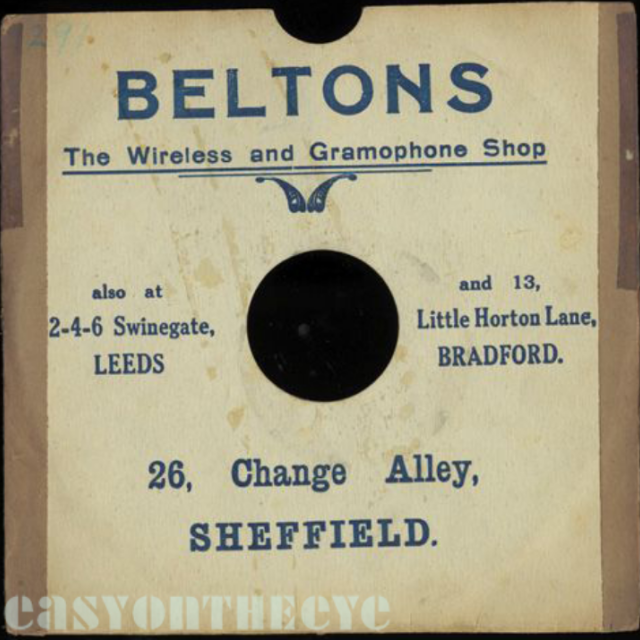 291
BELTONS
The Wireless and Gramophone Shop
also at
2-4-6 Swinegate,
LEEDS
and 13,
Little Horton Lane,
BRADFORD.
26, Change Alley,
SHEFFIELD.
easyontheeye